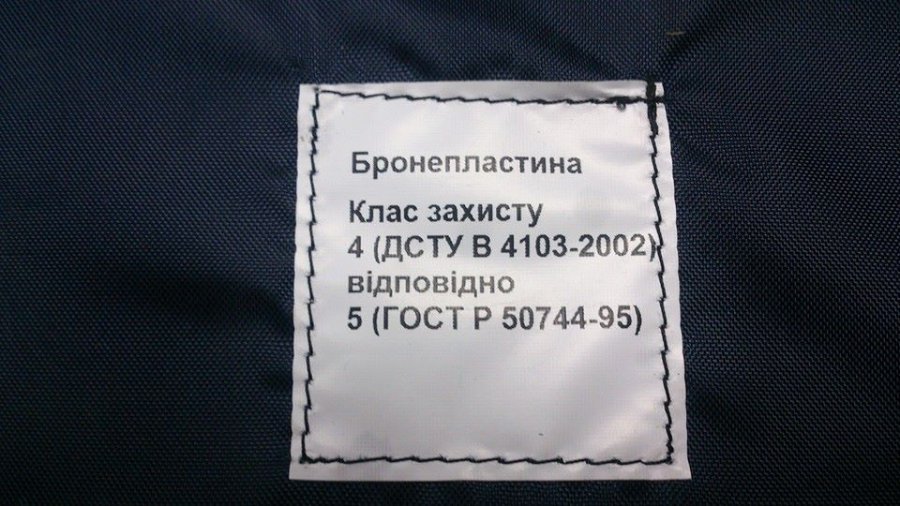 Бронепластина
Клас захисту
4 (ДСТУ В 4103-2002)
відповідно
5 (ГОСТ Р 50744-95)